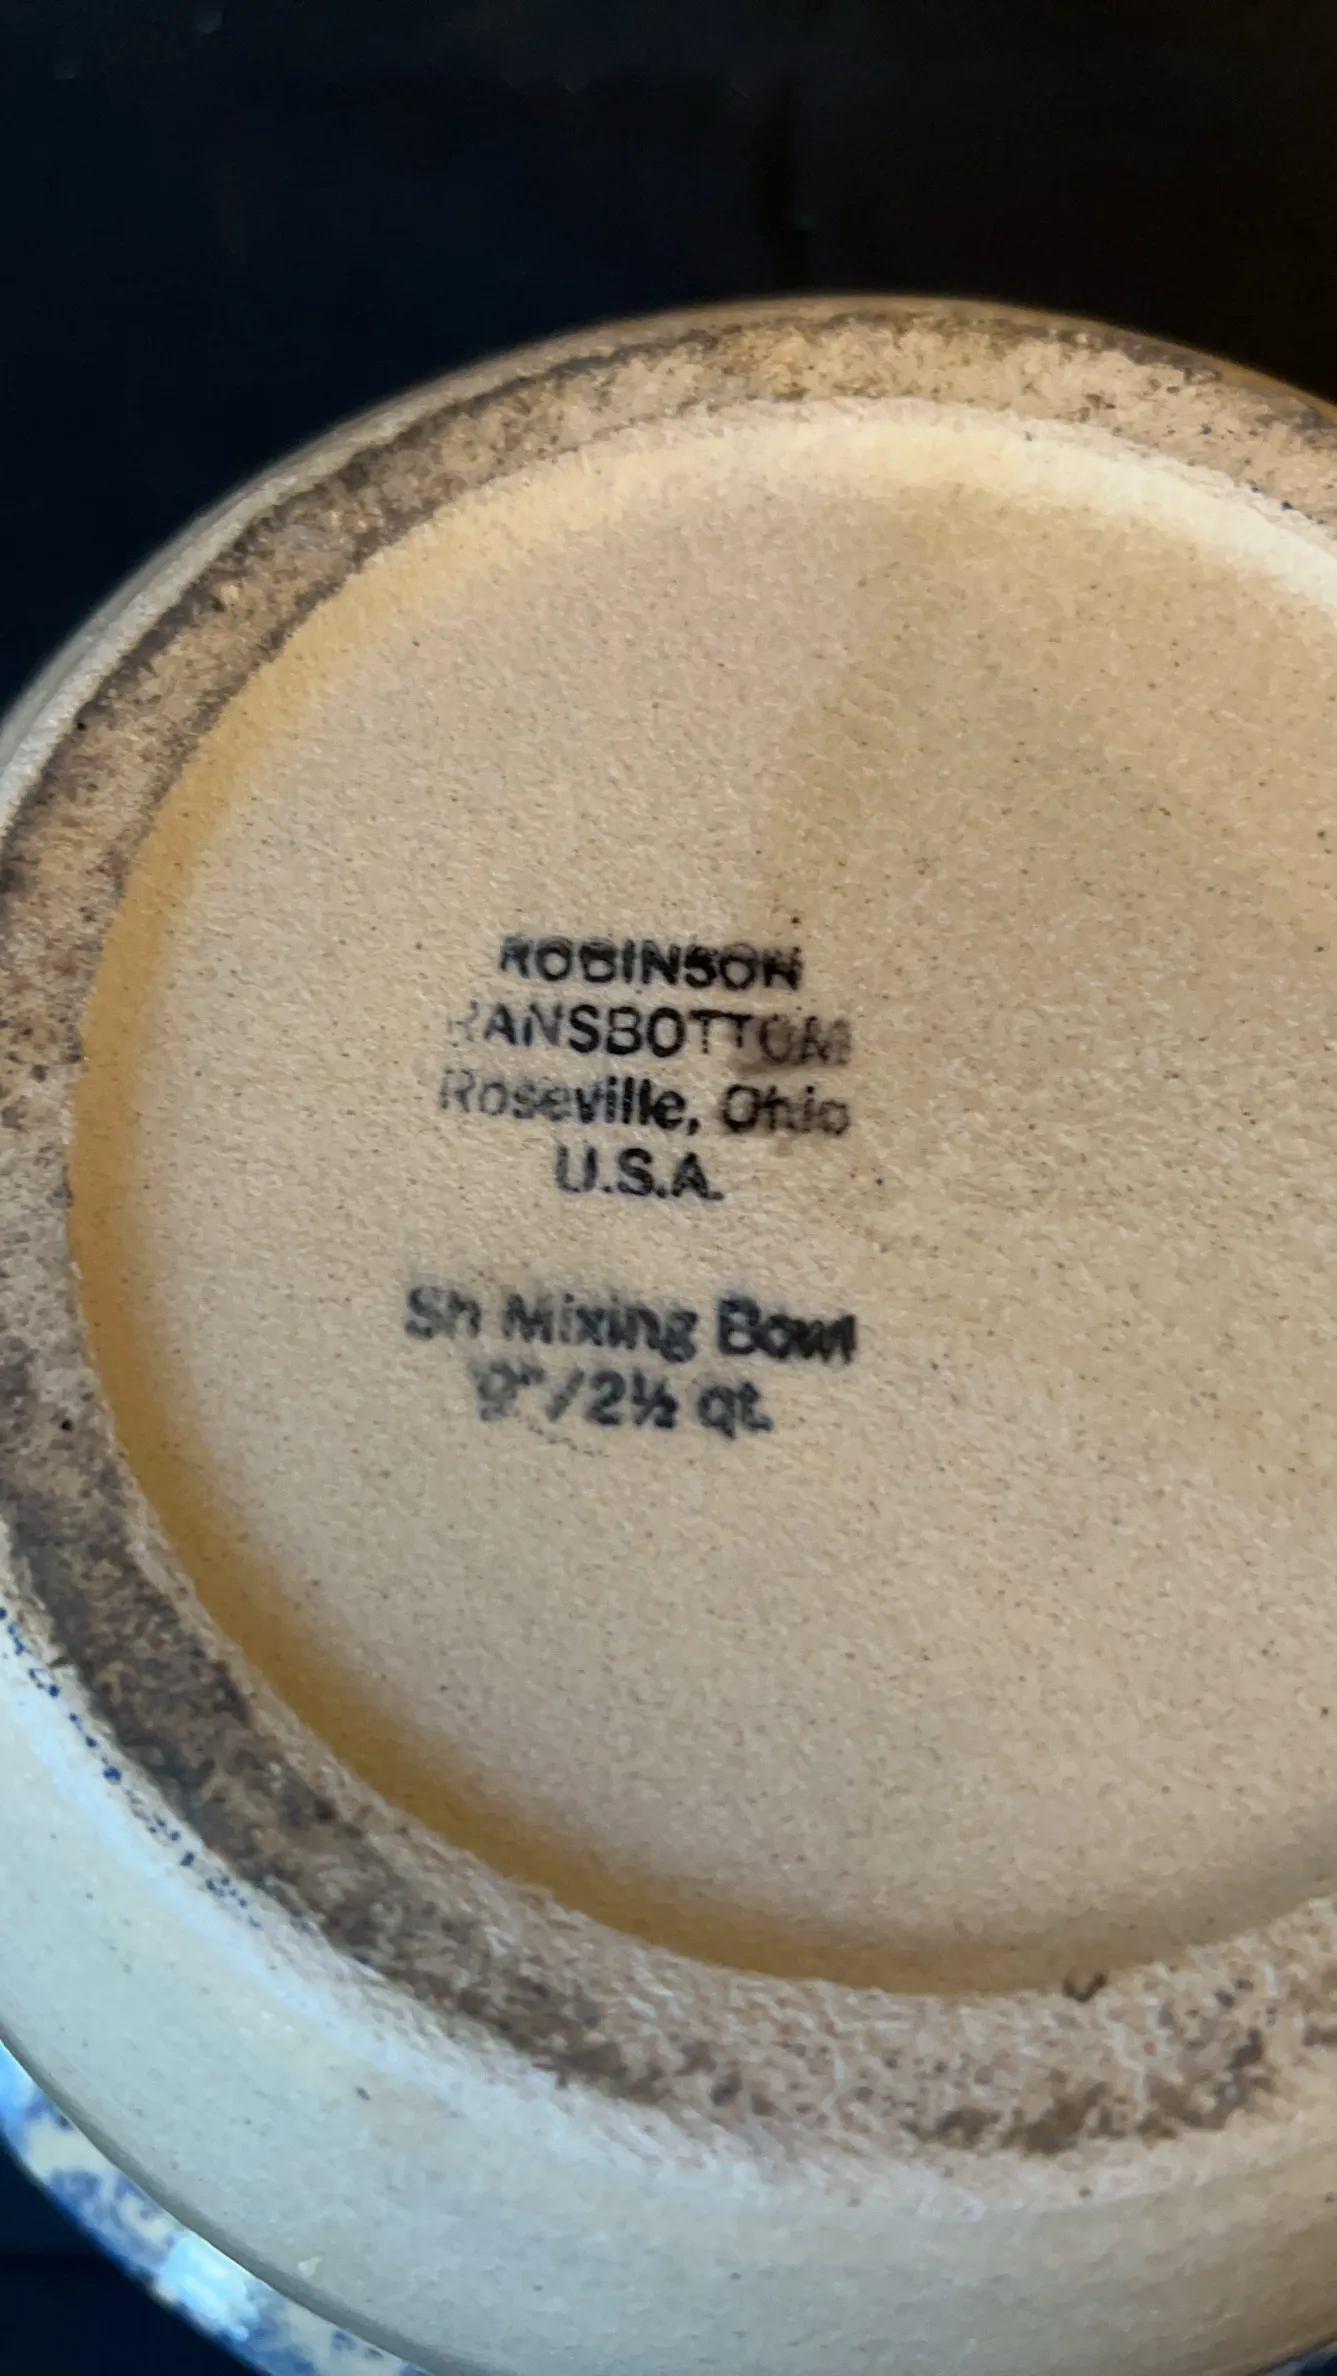 ROBINSON
RANSBOTTOM
Roseville, Ohio
U.S.A.
Sh Mixing Bowl
9"/2½ qt.